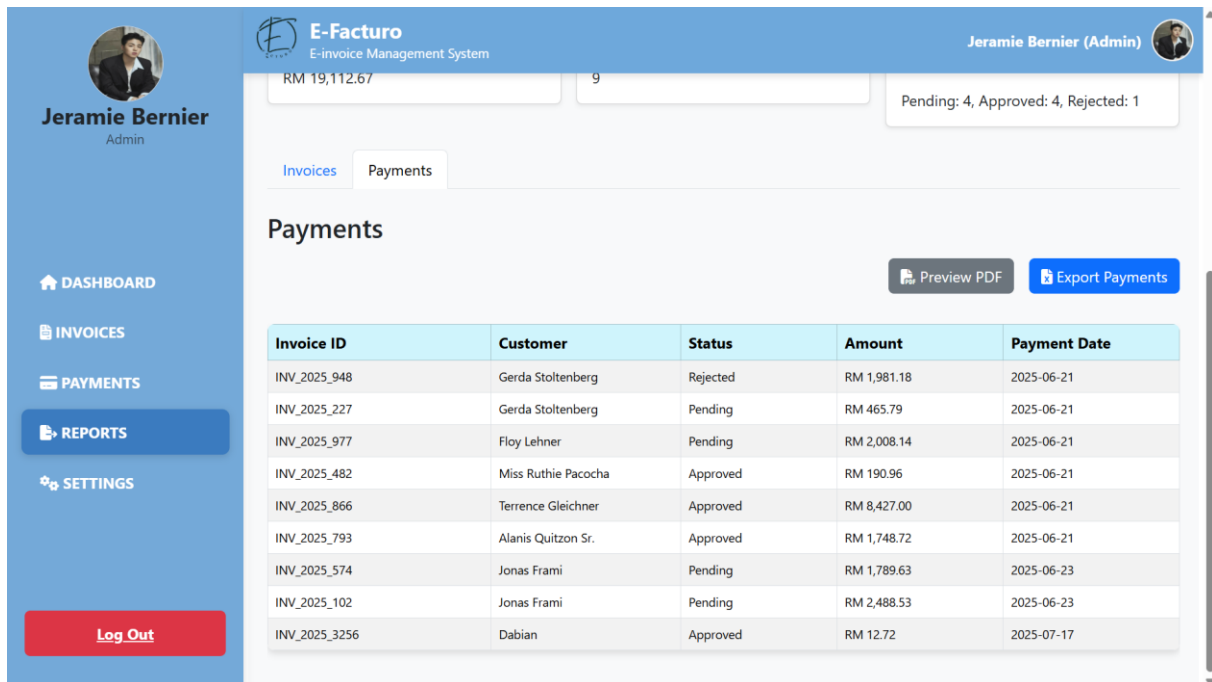 E-Facturo
E-invoice Management System
Jeramie Bernier (Admin)
Jeramie Bernier
Admin
DASHBOARD
INVOICES
PAYMENTS
REPORTS
SETTINGS
Log Out
RM 19,112.67
9
Pending: 4, Approved: 4, Rejected: 1
Invoices Payments
Payments
Preview PDF Export Payments
Invoice ID Customer Status Amount Payment Date
INV_2025_948 Gerda Stoltenberg Rejected RM 1,981.18 2025-06-21
INV_2025_227 Gerda Stoltenberg Pending RM 465.79 2025-06-21
INV_2025_977 Floy Lehner Pending RM 2,008.14 2025-06-21
INV_2025_482 Miss Ruthie Pacocha Approved RM 190.96 2025-06-21
INV_2025_866 Terrence Gleichner Approved RM 8,427.00 2025-06-21
INV_2025_793 Alanis Quitzon Sr. Approved RM 1,748.72 2025-06-21
INV_2025_574 Jonas Frami Pending RM 1,789.63 2025-06-23
INV_2025_102 Jonas Frami Pending RM 2,488.53 2025-06-23
INV_2025_3256 Dabian Approved RM 12.72 2025-07-17